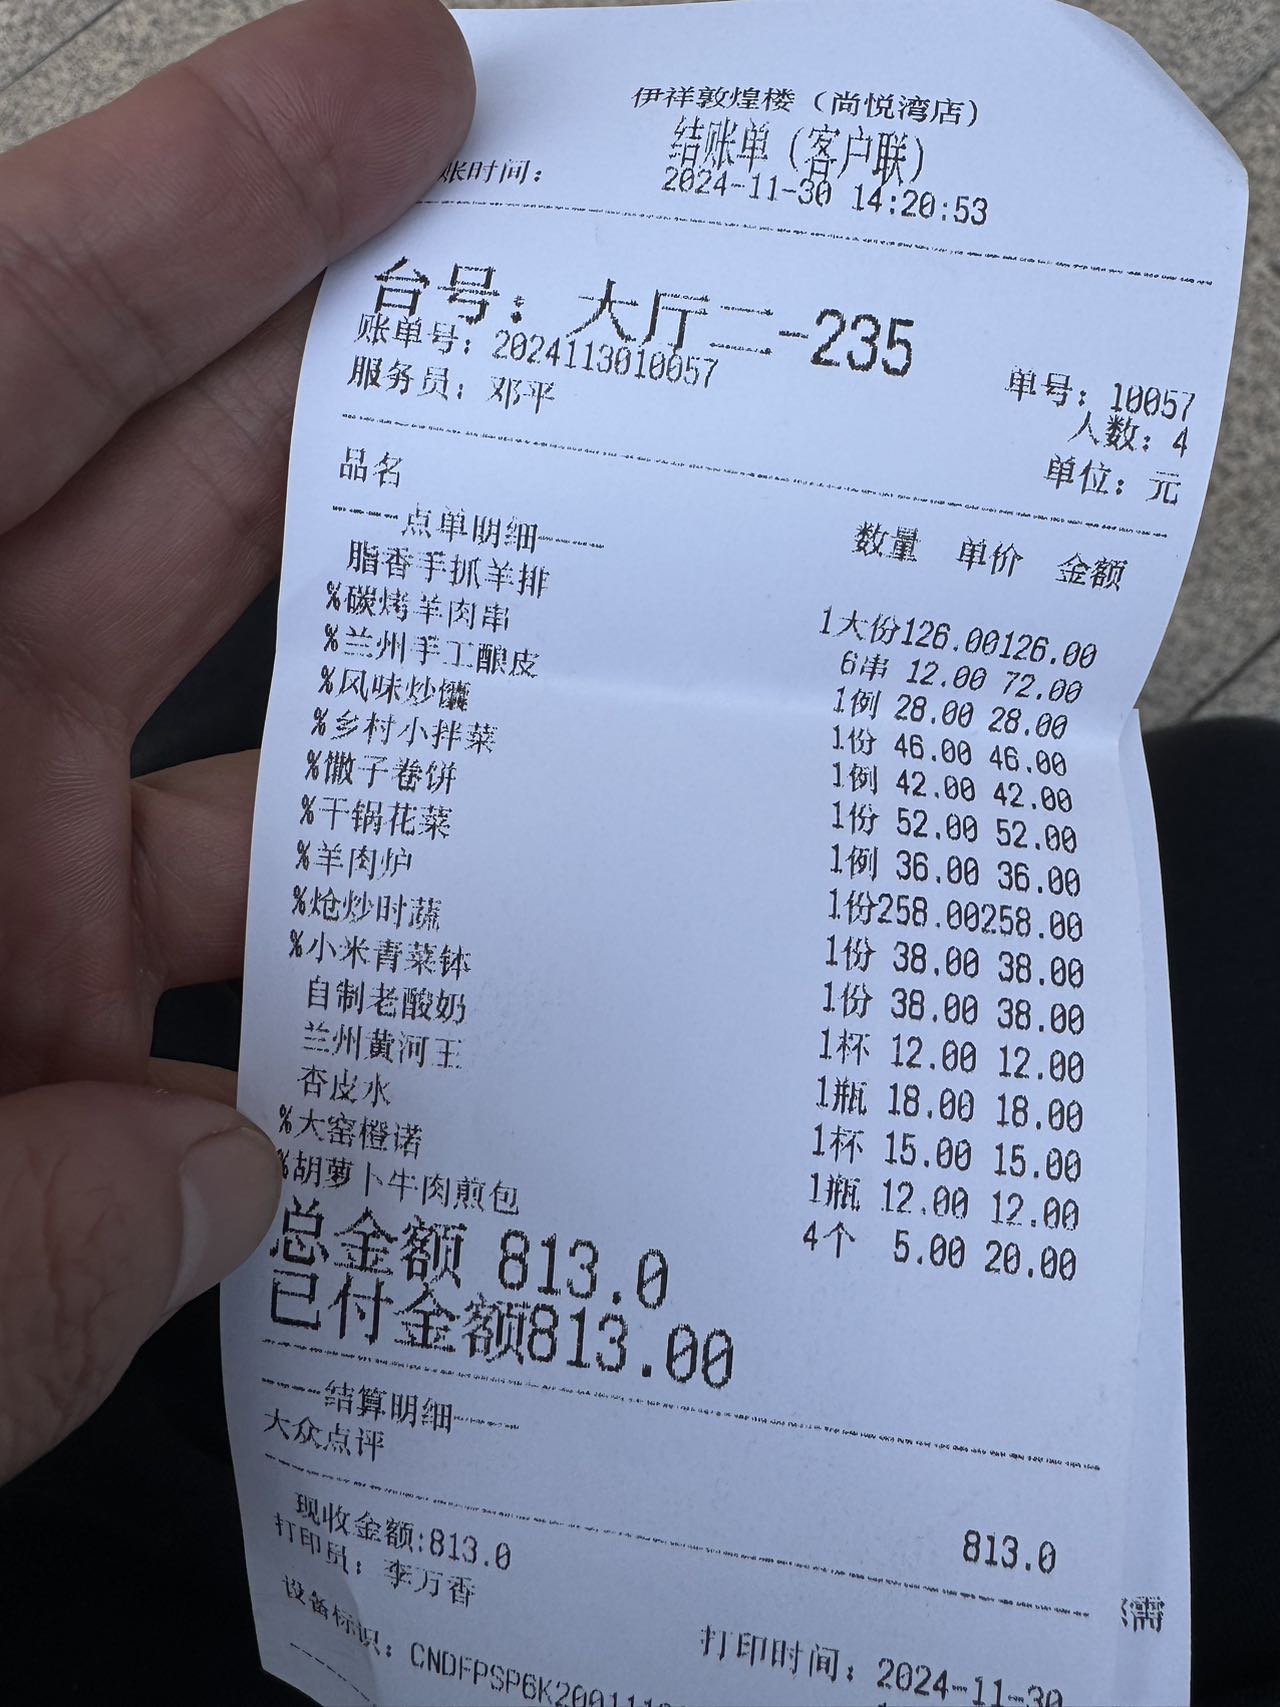 伊祥敦煌楼（尚悦湾店）
结账单（客户联）
账时间： 2024-11-30 14:20:53
台号：大厅二-235
账单号：2024113010057 单号：10057
服务员：邓平 人数：4
单位：元
品名 数量 单价 金额
----点单明细----
脂香手抓羊排 1大份126.00126.00
%碳烤羊肉串 6串 12.00 72.00
%兰州手工酿皮 1例 28.00 28.00
%风味炒馕 1份 46.00 46.00
%乡村小拌菜 1例 42.00 42.00
%馓子卷饼 1份 52.00 52.00
%干锅花菜 1例 36.00 36.00
%羊肉炉 1份258.00258.00
%炝炒时蔬 1份 38.00 38.00
%小米青菜钵 1份 38.00 38.00
自制老酸奶 1杯 12.00 12.00
兰州黄河王 1瓶 18.00 18.00
杏皮水 1杯 15.00 15.00
%大窑橙诺 1瓶 12.00 12.00
%胡萝卜牛肉煎包 4个 5.00 20.00
总金额 813.0
已付金额813.00
----结算明细----
大众点评 813.0
现收金额:813.0
打印员：李万香 打印时间：2024-11-30
设备标识：CNDFPSP6K200111